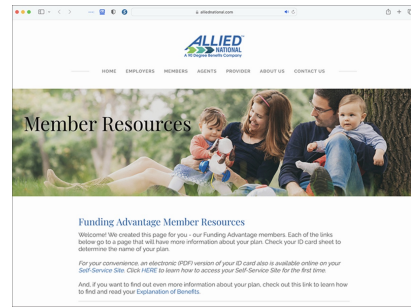 alliednational.com
ALLIED
NATIONAL
A 90 Degree Benefits Company
HOME EMPLOYERS MEMBERS AGENTS PROVIDER ABOUT US CONTACT US
Member Resources
Funding Advantage Member Resources
Welcome! We created this page for you - our Funding Advantage members. Each of the links
below go to a page that will have more information about your plan. Check your ID card sheet to
determine the name of your plan.
For your convenience, an electronic (PDF) version of your ID card also is available online on your
Self-Service Site. Click HERE to learn how to access your Self-Service Site for the first time.
And, if you want to find out even more information about your plan, check out this link to learn how
to find and read your Explanation of Benefits.